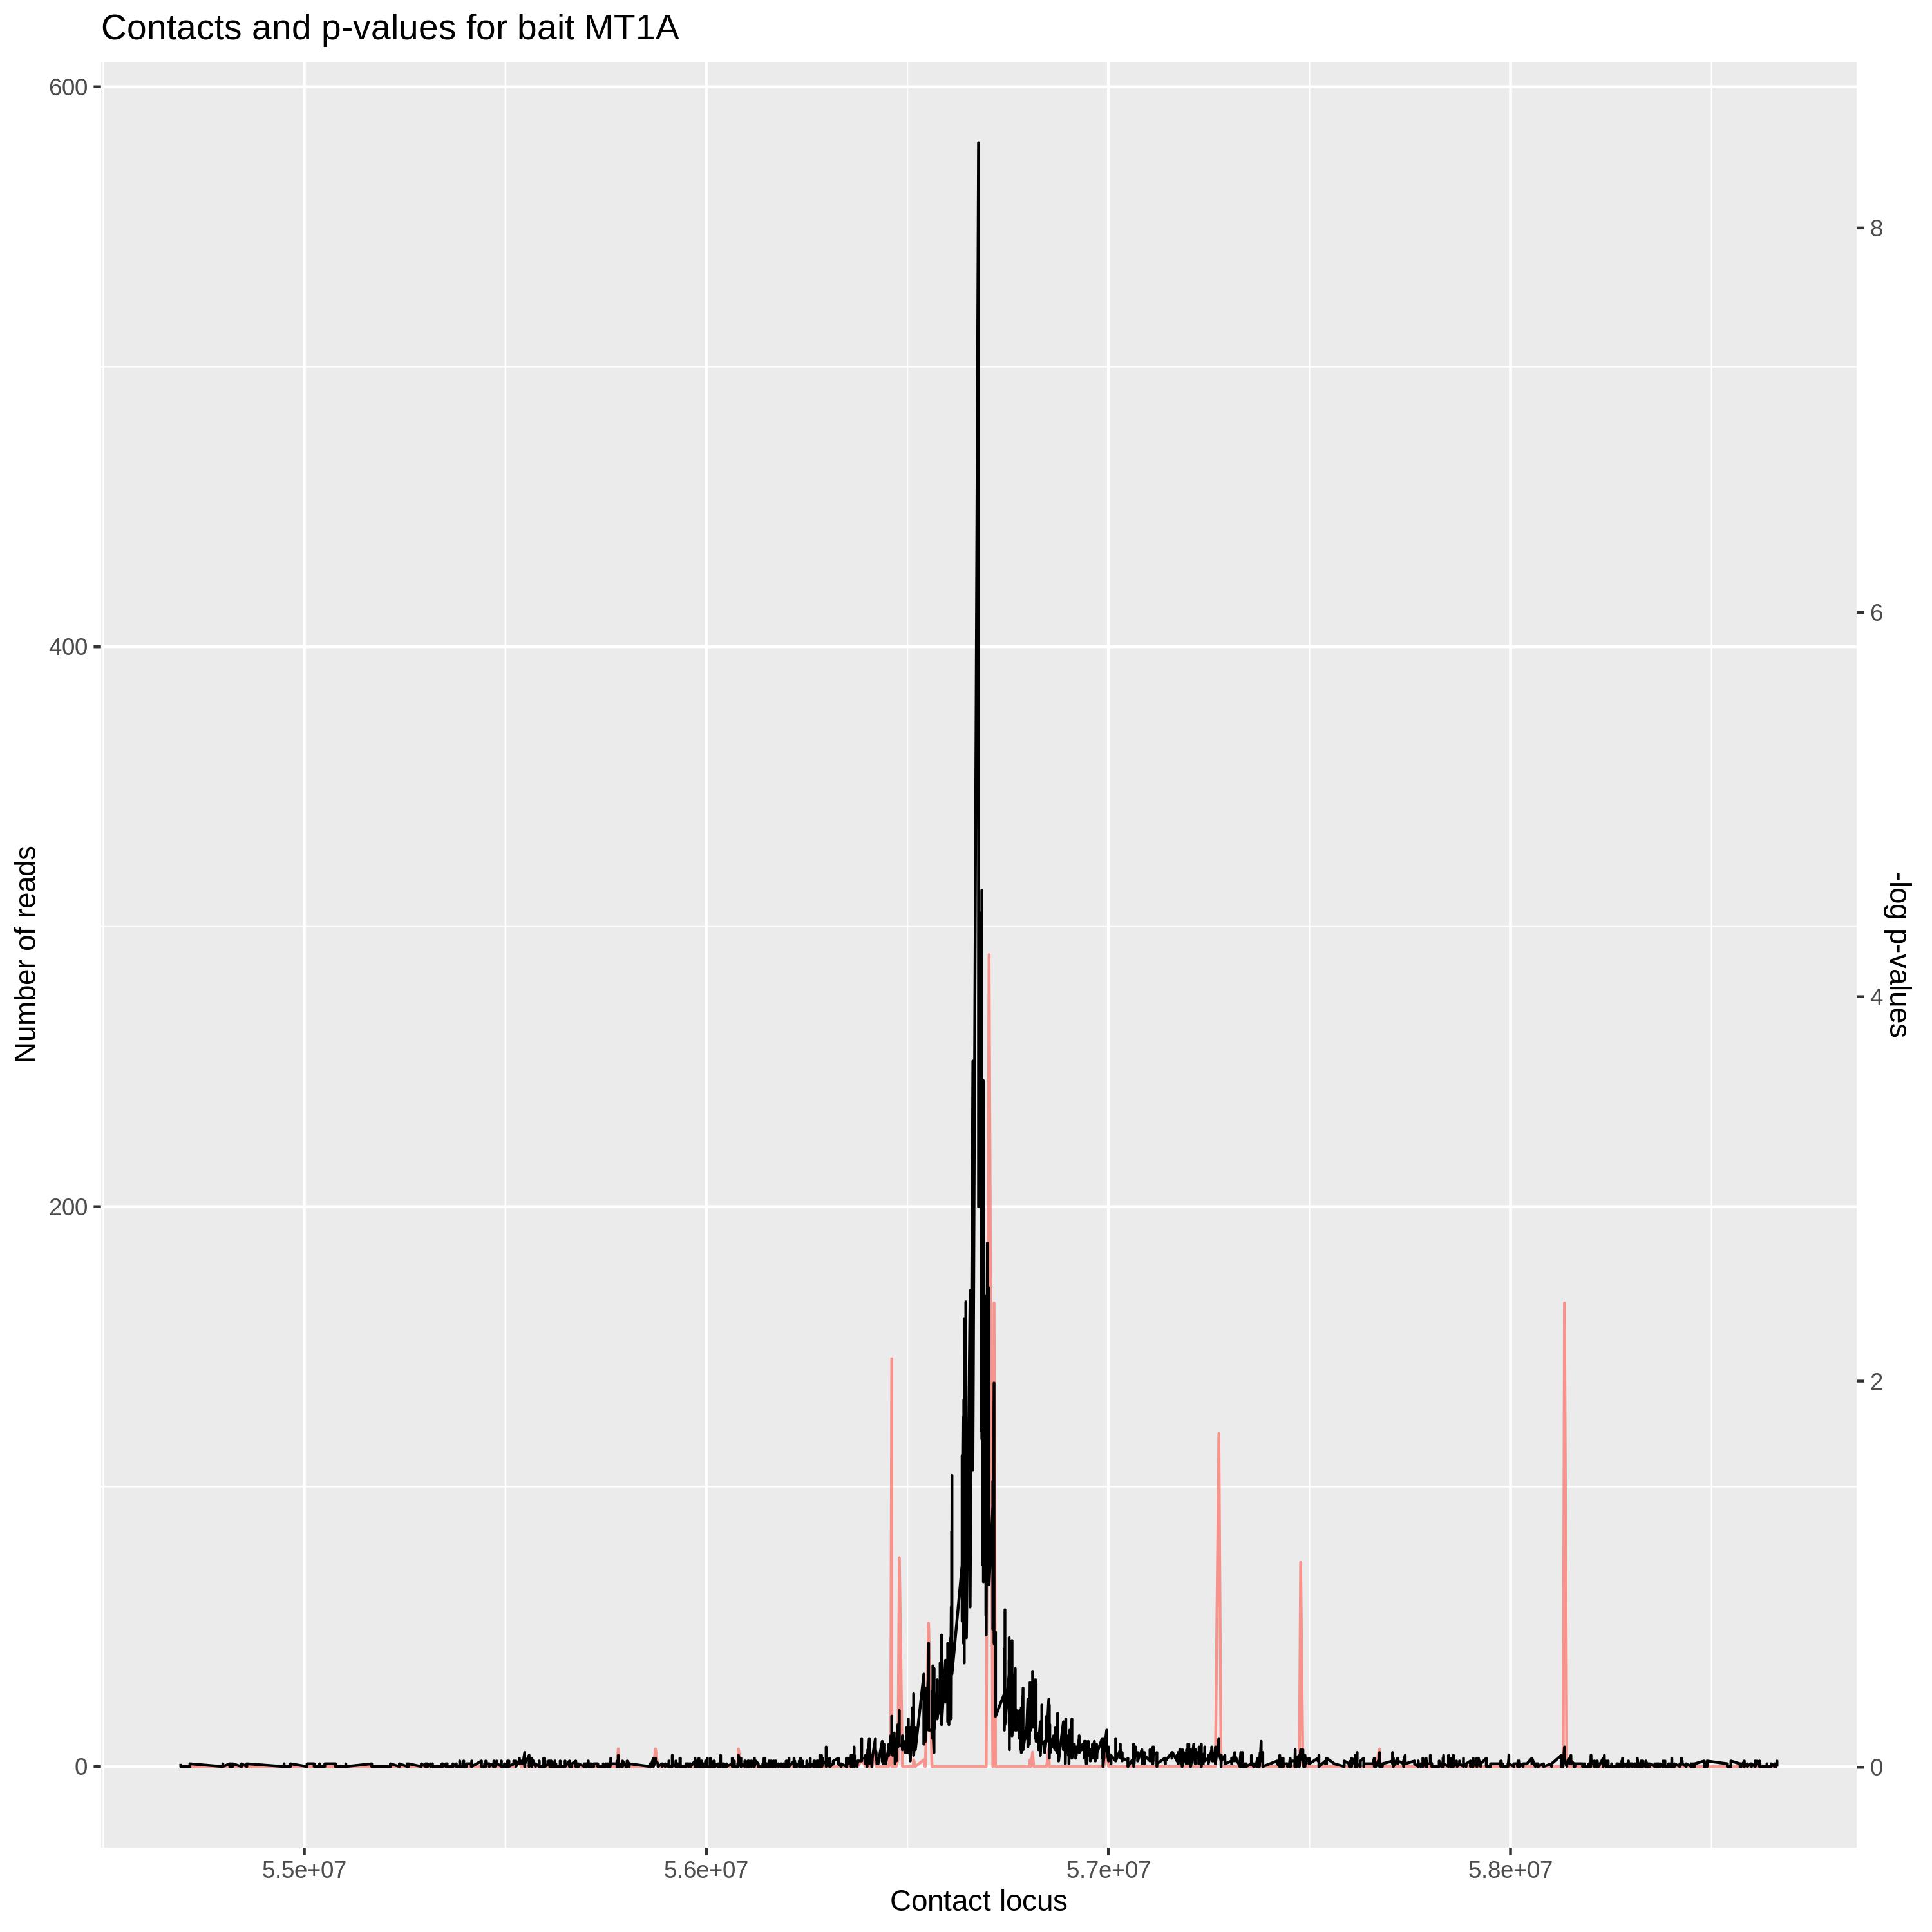 Contacts and p-values for bait MT1A
600
400
200
0
Number of reads
8
6
4
2
0
-log p-values
5.5e+07
5.6e+07
5.7e+07
5.8e+07
Contact locus